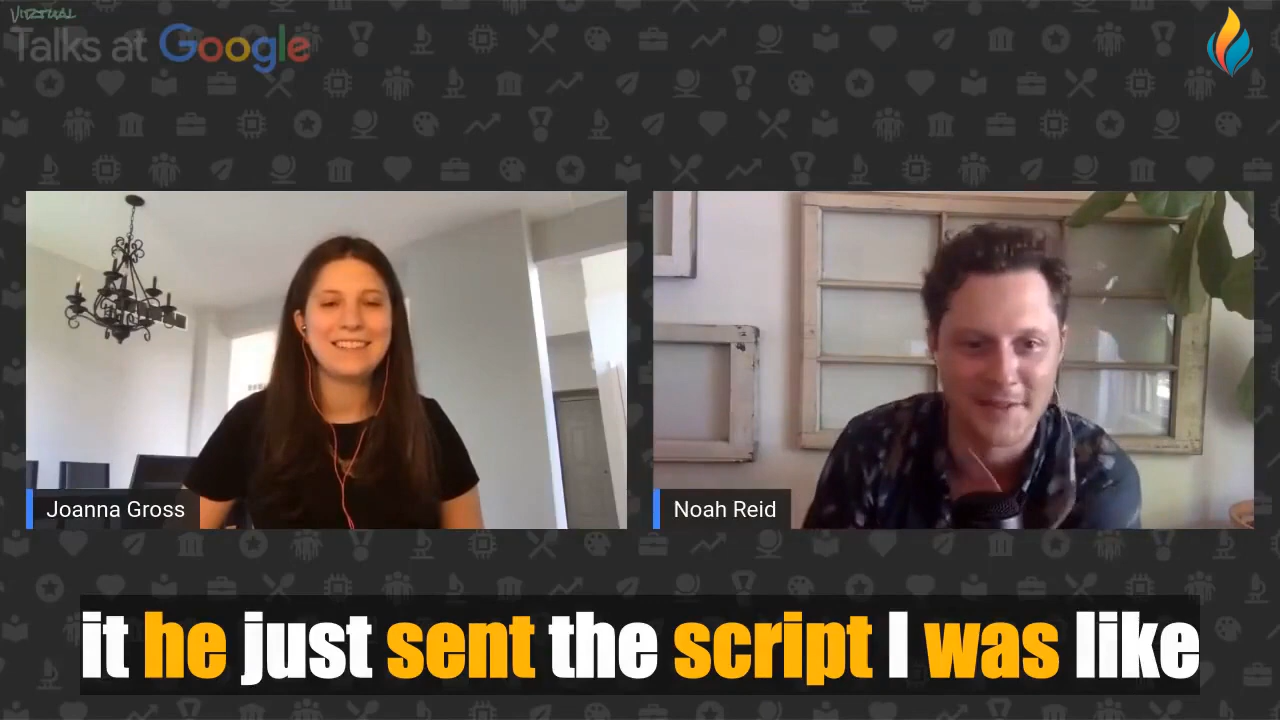 VIRTUAL
Talks at Google
Joanna Gross
Noah Reid
it he just sent the script I was like